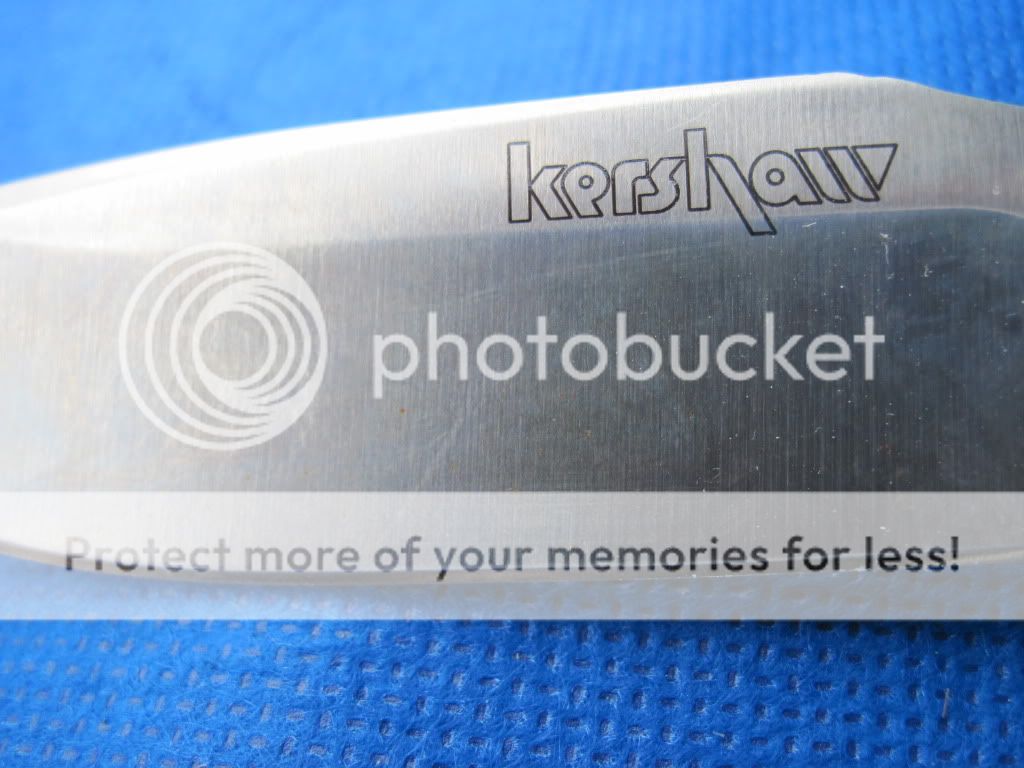 kershaw
photobucket
Protect more of your memories for less!